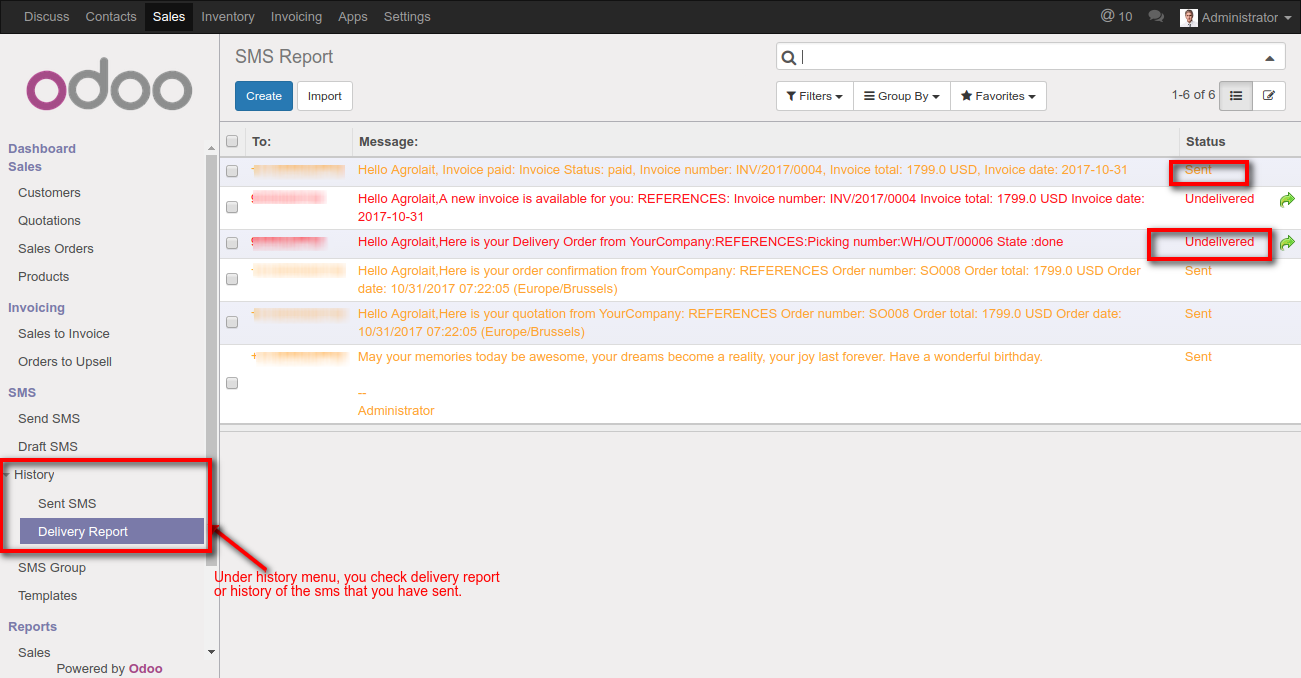 Discuss Contacts Sales Inventory Invoicing Apps Settings @ 10 Administrator
odoo
SMS Report
Create Import Filters Group By Favorites 1-6 of 6
Dashboard
Sales
Customers
Quotations
Sales Orders
Products
Invoicing
Sales to Invoice
Orders to Upsell
SMS
Send SMS
Draft SMS
History
Sent SMS
Delivery Report
SMS Group
Templates
Reports
Sales
Powered by Odoo
To: Message: Status
Hello Agrolait, Invoice paid: Invoice Status: paid, Invoice number: INV/2017/0004, Invoice total: 1799.0 USD, Invoice date: 2017-10-31 Sent
Hello Agrolait,A new invoice is available for you: REFERENCES: Invoice number: INV/2017/0004 Invoice total: 1799.0 USD Invoice date: Undelivered
2017-10-31
Hello Agrolait,Here is your Delivery Order from YourCompany:REFERENCES:Picking number:WH/OUT/00006 State :done Undelivered
Hello Agrolait,Here is your order confirmation from YourCompany: REFERENCES Order number: SO008 Order total: 1799.0 USD Order Sent
date: 10/31/2017 07:22:05 (Europe/Brussels)
Hello Agrolait,Here is your quotation from YourCompany: REFERENCES Order number: SO008 Order total: 1799.0 USD Order date: Sent
10/31/2017 07:22:05 (Europe/Brussels)
May your memories today be awesome, your dreams become a reality, your joy last forever. Have a wonderful birthday. Sent
--
Administrator
Under history menu, you check delivery report
or history of the sms that you have sent.